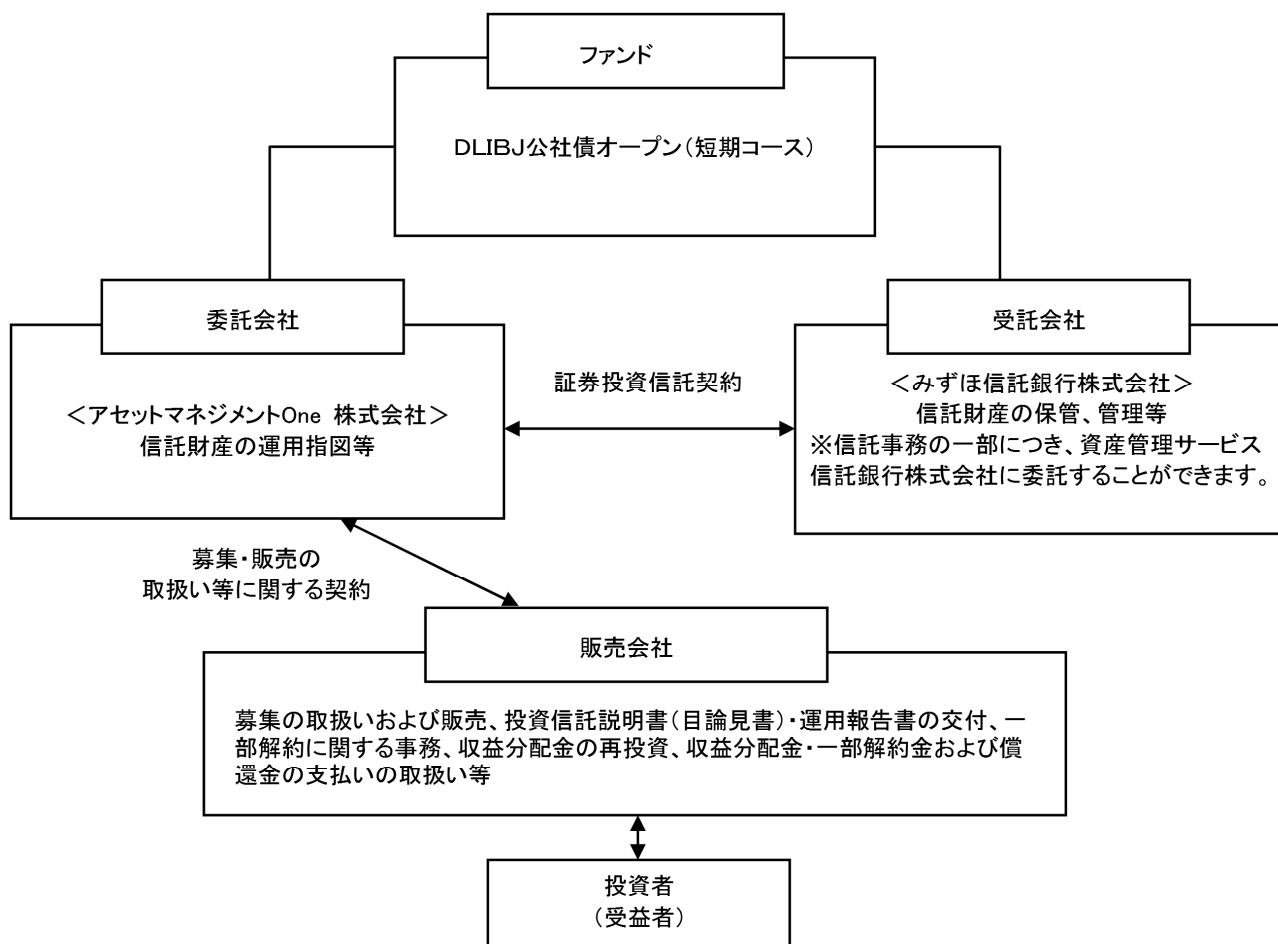 ファンド
DLIBJ公社債オープン(短期コース)
委託会社
<アセットマネジメントOne 株式会社>
信託財産の運用指図等
証券投資信託契約
受託会社
<みずほ信託銀行株式会社>
信託財産の保管、管理等
※信託事務の一部につき、資産管理サービス
信託銀行株式会社に委託することができます。
募集・販売の
取扱い等に関する契約
販売会社
募集の取扱いおよび販売、投資信託説明書(目論見書)・運用報告書の交付、一
部解約に関する事務、収益分配金の再投資、収益分配金・一部解約金および償
還金の支払いの取扱い等
投資者
(受益者)